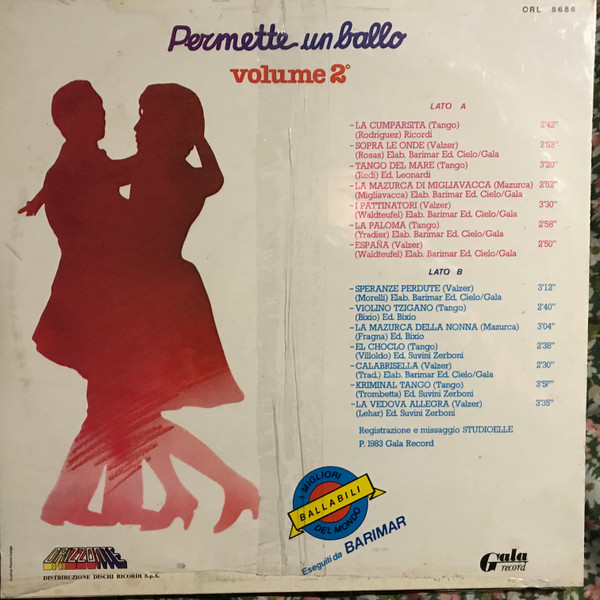 ORL 8686
Permette un ballo
volume 2°
LATO A
-LA CUMPARSITA (Tango) 2'42"
(Rodriguez) Ricordi
-SOPRA LE ONDE (Valzer) 2'53"
(Rosas) Elab. Barimar Ed. Cielo/Gala
-TANGO DEL MARE (Tango) 3'20"
(Redi) Ed. Leonardi
-LA MAZURCA DI MIGLIAVACCA (Mazurca) 2'52"
(Migliavacca) Elab. Barimar Ed. Cielo/Gala
-I PATTINATORI (Valzer) 3'30"
(Waldteufel) Elab. Barimar Ed. Cielo/Gala
-LA PALOMA (Tango) 2'58"
(Yradier) Elab. Barimar Ed. Cielo/Gala
-ESPAÑA (Valzer) 2'50"
(Waldteufel) Elab. Barimar Ed. Cielo/Gala
LATO B
-SPERANZE PERDUTE (Valzer) 3'12"
(Morelli) Elab. Barimar Ed. Cielo/Gala
-VIOLINO TZIGANO (Tango) 2'40"
(Bixio) Ed. Bixio
-LA MAZURCA DELLA NONNA (Mazurca) 3'04"
(Fragna) Ed. Bixio
-EL CHOCLO (Tango) 2'38"
(Villoldo) Ed. Suvini Zerboni
-CALABRISELLA (Valzer) 2'30"
(Trad.) Elab. Barimar Ed. Cielo/Gala
-KRIMINAL TANGO (Tango) 3'57"
(Trombetta) Ed. Suvini Zerboni
-LA VEDOVA ALLEGRA (Valzer) 3'35"
(Lehar) Ed. Suvini Zerboni
Registrazione e missaggio STUDIOELLE
P. 1983 Gala Record
I MIGLIORI
BALLABILI
DEL MONDO
Eseguiti da BARIMAR
ORIZZONTE
DISTRIBUZIONE DISCHI RICORDI S.p.A.
Gala
record